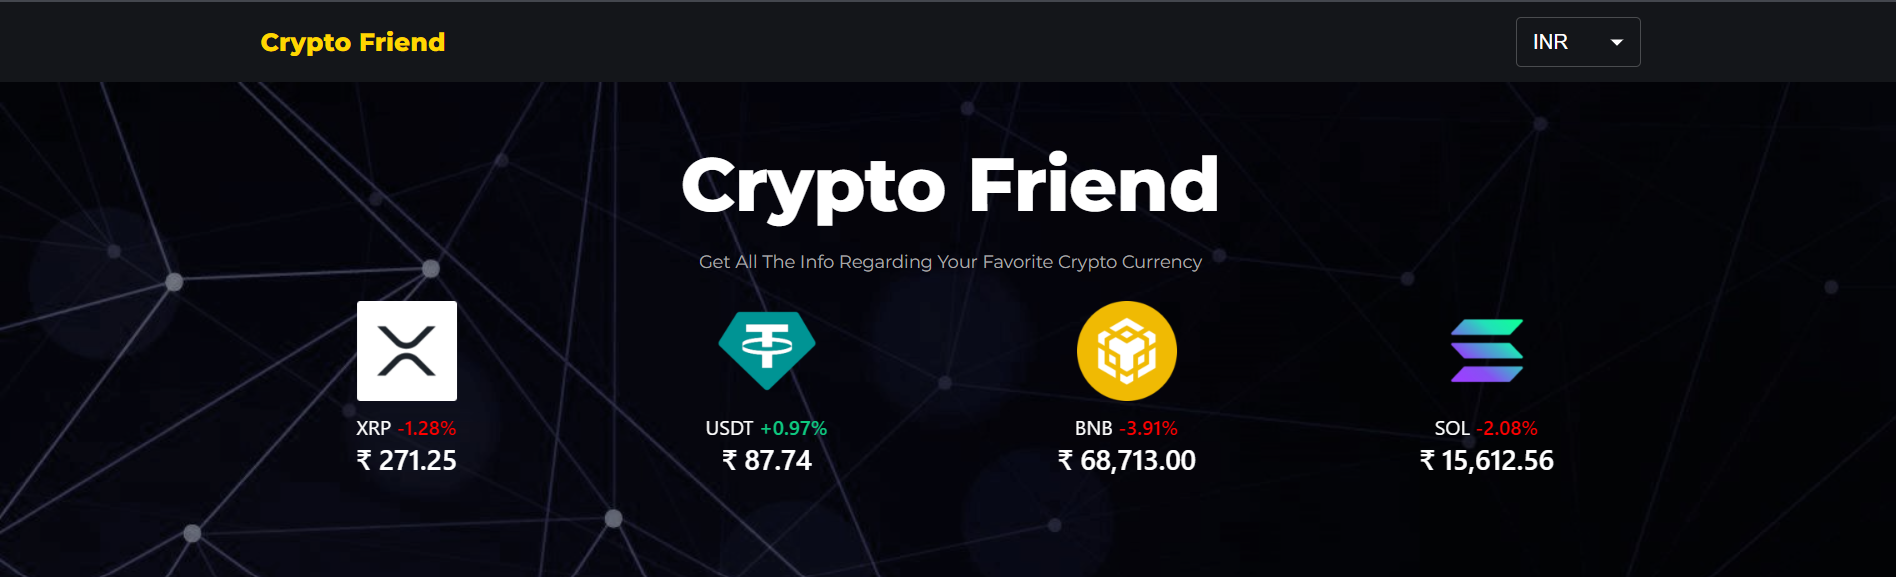 Crypto Friend
INR
Crypto Friend
Get All The Info Regarding Your Favorite Crypto Currency
XRP -1.28%
₹ 271.25
USDT +0.97%
₹ 87.74
BNB -3.91%
₹ 68,713.00
SOL -2.08%
₹ 15,612.56